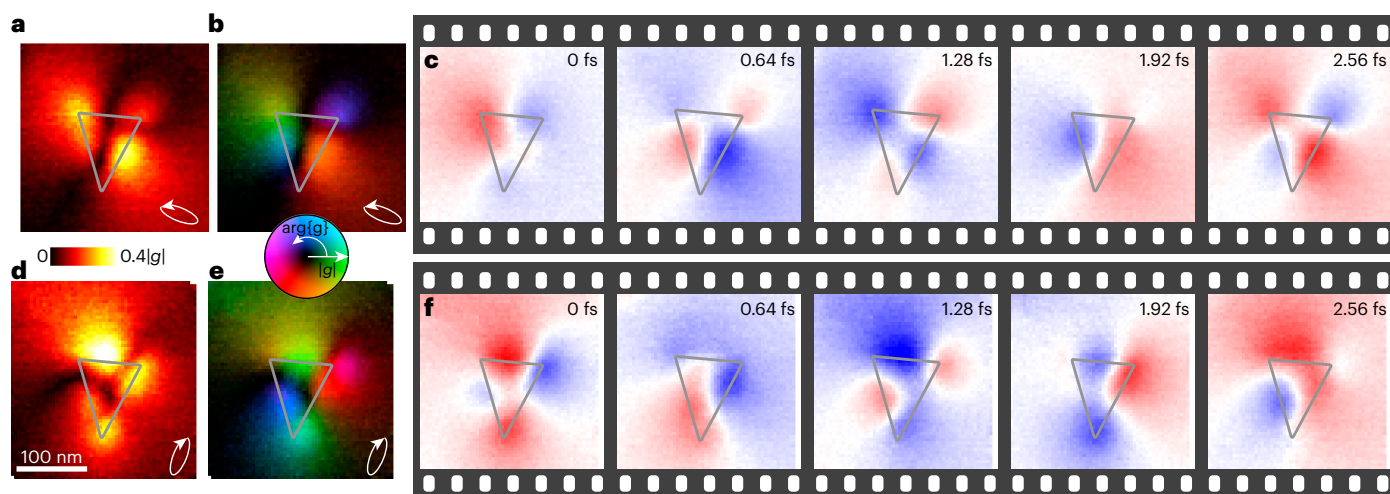 a
b
c
0 fs
0.64 fs
1.28 fs
1.92 fs
2.56 fs
arg{g}
|g|
0
0.4|g|
d
e
f
0 fs
0.64 fs
1.28 fs
1.92 fs
2.56 fs
100 nm